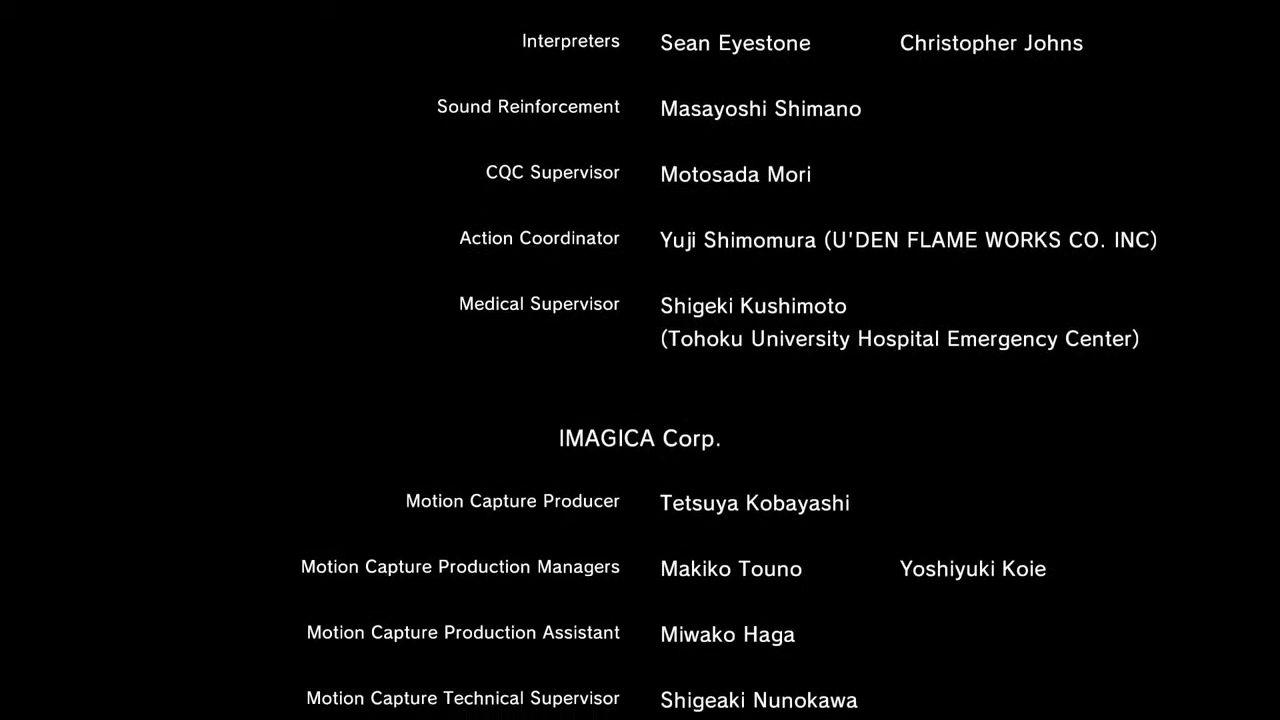 Interpreters Sean Eyestone Christopher Johns
Sound Reinforcement Masayoshi Shimano
CQC Supervisor Motosada Mori
Action Coordinator Yuji Shimomura (U'DEN FLAME WORKS CO. INC)
Medical Supervisor Shigeki Kushimoto
(Tohoku University Hospital Emergency Center)
IMAGICA Corp.
Motion Capture Producer Tetsuya Kobayashi
Motion Capture Production Managers Makiko Touno Yoshiyuki Koie
Motion Capture Production Assistant Miwako Haga
Motion Capture Technical Supervisor Shigeaki Nunokawa